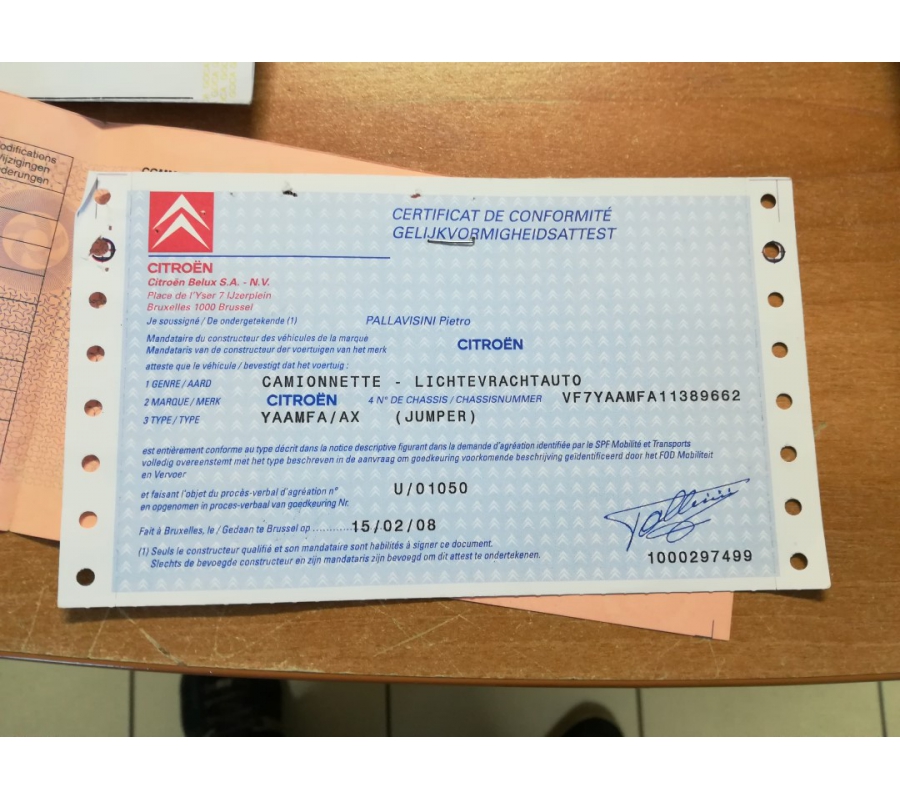 odifications
ijzigingen
derungen
CERTIFICAT DE CONFORMITÉ
GELIJKVORMIGHEIDSATTEST
CITROËN
Citroën Belux S.A. - N.V.
Place de l'Yser 7 IJzerplein
Bruxelles 1000 Brussel
Je soussigné / De ondergetekende (1) PALLAVISINI Pietro
Mandataire du constructeur des véhicules de la marque
Mandataris van de constructeur der voertuigen van het merk CITROËN
atteste que le véhicule / bevestigt dat het voertuig :
1 GENRE / AARD CAMIONNETTE - LICHTEVRACHTAUTO
2 MARQUE / MERK CITROËN 4 N° DE CHASSIS / CHASSISNUMMER VF7YAAMFA11389662
3 TYPE / TYPE YAAMFA/AX (JUMPER)
est entièrement conforme au type décrit dans la notice descriptive figurant dans la demande d'agréation identifiée par le SPF Mobilité et Transports
volledig overeenstemt met het type beschreven in de aanvraag om goedkeuring voorkomende beschrijving geïdentificeerd door het FOD Mobiliteit
en Vervoer
et faisant l'objet du procès-verbal d'agréation n°
en opgenomen in proces-verbaal van goedkeuring Nr. U/01050
Fait à Bruxelles, le / Gedaan te Brussel op ............ 15/02/08
(1) Seuls le constructeur qualifié et son mandataire sont habilités à signer ce document.
Slechts de bevoegde constructeur en zijn mandataris zijn bevoegd om dit attest te ondertekenen.
1000297499